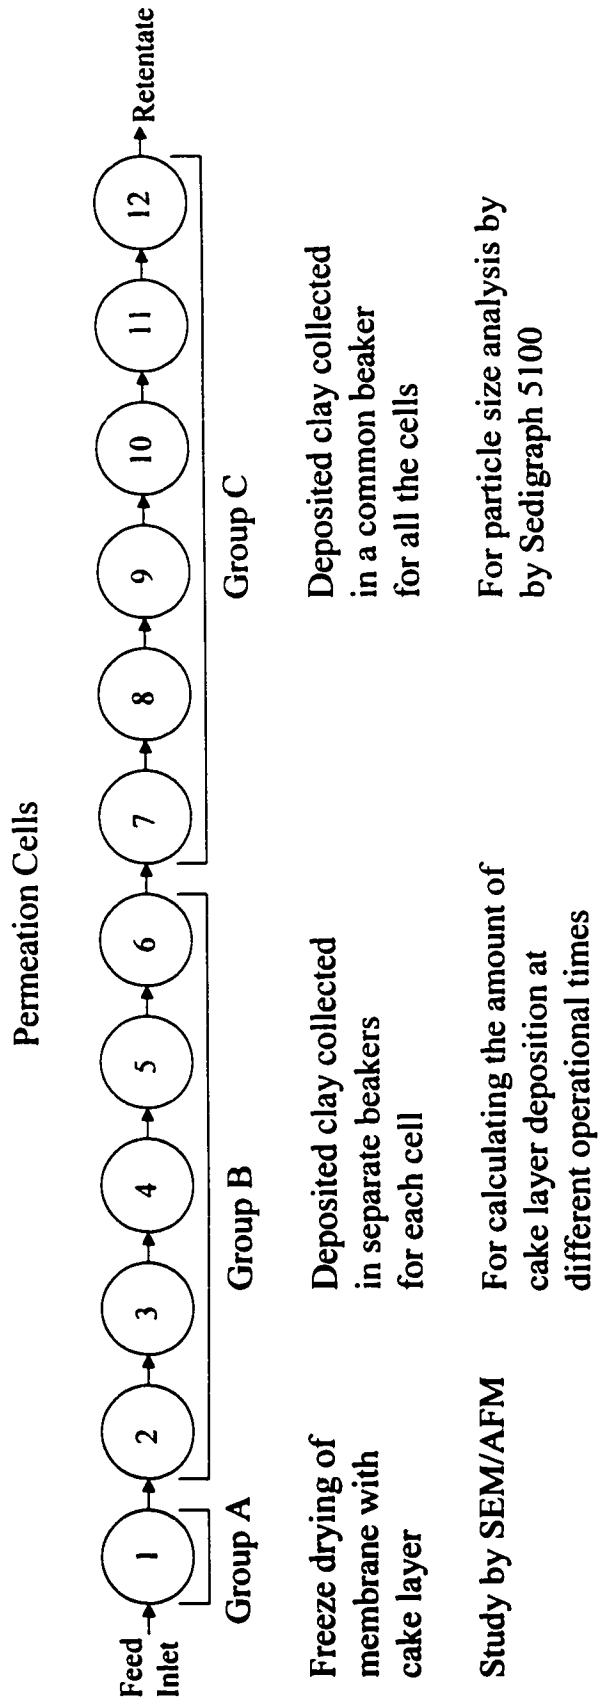 Permeation Cells
Feed
Inlet
1
2
3
4
5
6
7
8
9
10
11
12
Retentate
Group A
Group B
Group C
Freeze drying of
membrane with
cake layer
Deposited clay collected
in separate beakers
for each cell
Deposited clay collected
in a common beaker
for all the cells
Study by SEM/AFM
For calculating the amount of
cake layer deposition at
different operational times
For particle size analysis by
by Sedigraph 5100